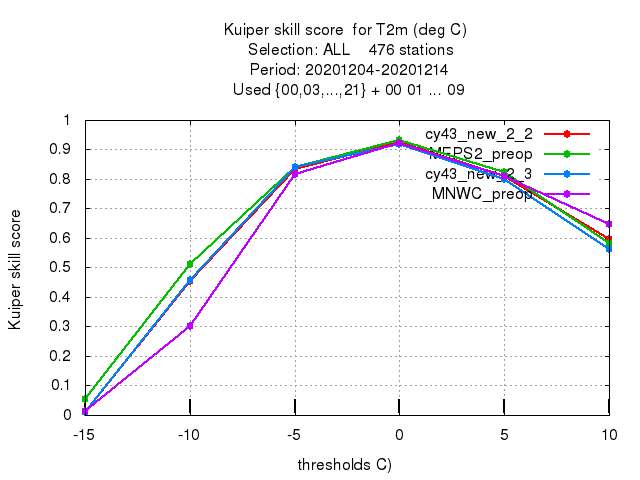 Kuiper skill score  for T2m (deg C)
Selection: ALL    476 stations
Period: 20201204-20201214
Used {00,03,...,21} + 00 01 ... 09
cy43_new_2_2
MEPS2_preop
cy43_new_2_3
MNWC_preop
Kuiper skill score
1
0.9
0.8
0.7
0.6
0.5
0.4
0.3
0.2
0.1
0
-15 -10 -5 0 5 10
thresholds C)